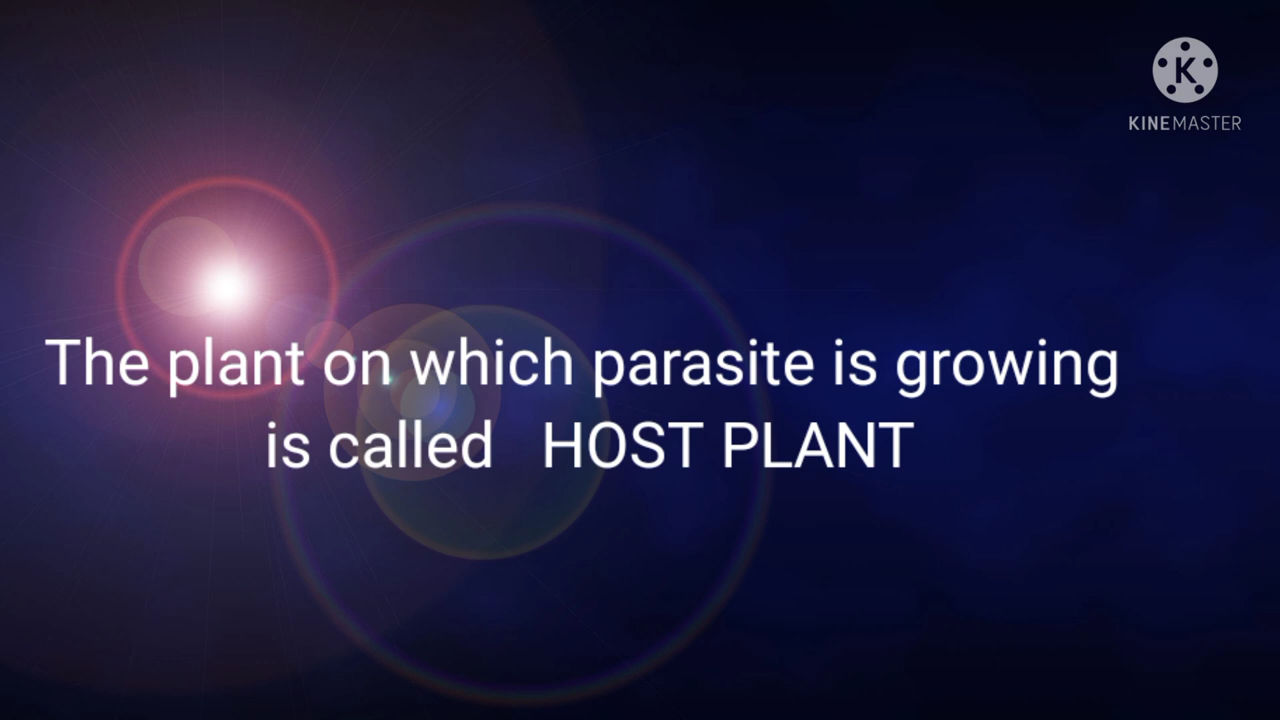 KINEMASTER
The plant on which parasite is growing
is called HOST PLANT